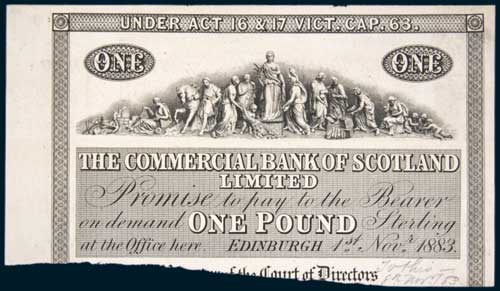 UNDER ACT 16 & 17 VICT. CAP. 63.
ONE ONE
THE COMMERCIAL BANK OF SCOTLAND
LIMITED
Promise to pay to the Bearer
on demand ONE POUND Sterling
at the Office here. EDINBURGH 1st Novr. 1883.
of the Court of Directors